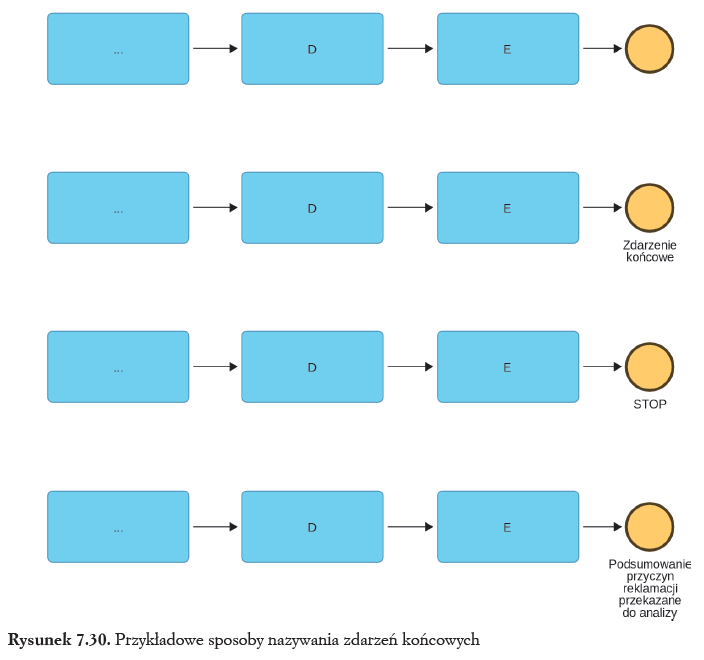 ... D E
... D E
Zdarzenie
końcowe
... D E
STOP
... D E
Podsumowanie
przyczyn
reklamacji
przekazane
do analizy
Rysunek 7.30. Przykładowe sposoby nazywania zdarzeń końcowych